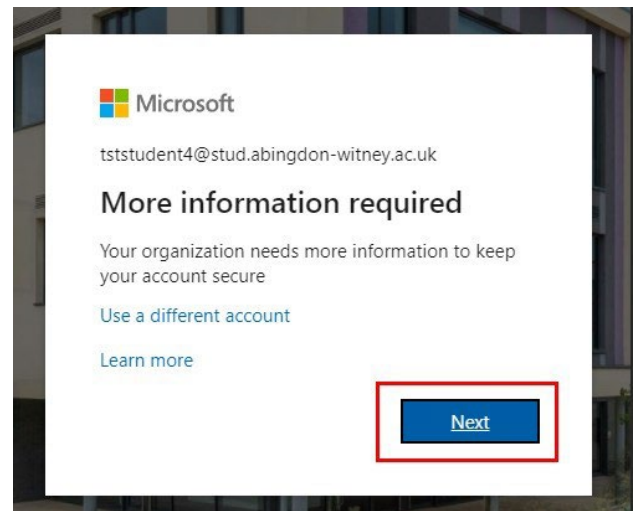 Microsoft
tststudent4@stud.abingdon-witney.ac.uk
More information required
Your organization needs more information to keep
your account secure
Use a different account
Learn more
Next